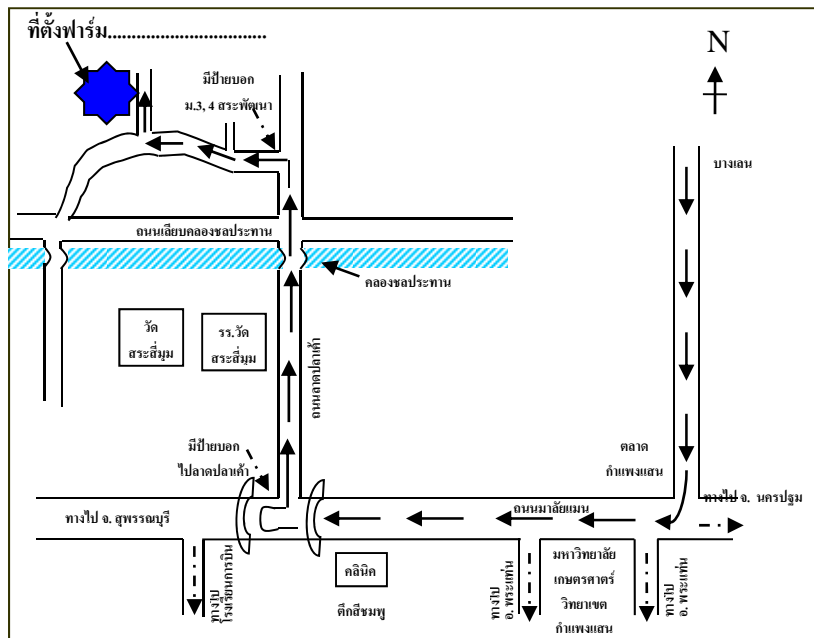 ที่ตั้งฟาร์ม.................................
N
มีป้ายบอก
ม.3, 4 สระพัฒนา
บางเลน
ถนนเลียบคลองชลประทาน
คลองชลประทาน
วัด
สระสี่มุม
รร.วัด
สระสี่มุม
ถนนลาดปลาเค้า
มีป้ายบอก
ไปลาดปลาเค้า
ตลาด
กำแพงแสน
ทางไป จ. สุพรรณบุรี
ถนนมาลัยแมน
ทางไป จ. นครปฐม
ทางไป
โรงเรียนการบิน
คลินิค
ตึกสีชมพู
ทางไป
อ. พระแท่น
มหาวิทยาลัย
เกษตรศาตร์
วิทยาเขต
กำแพงแสน
ทางไป
อ. พระแท่น